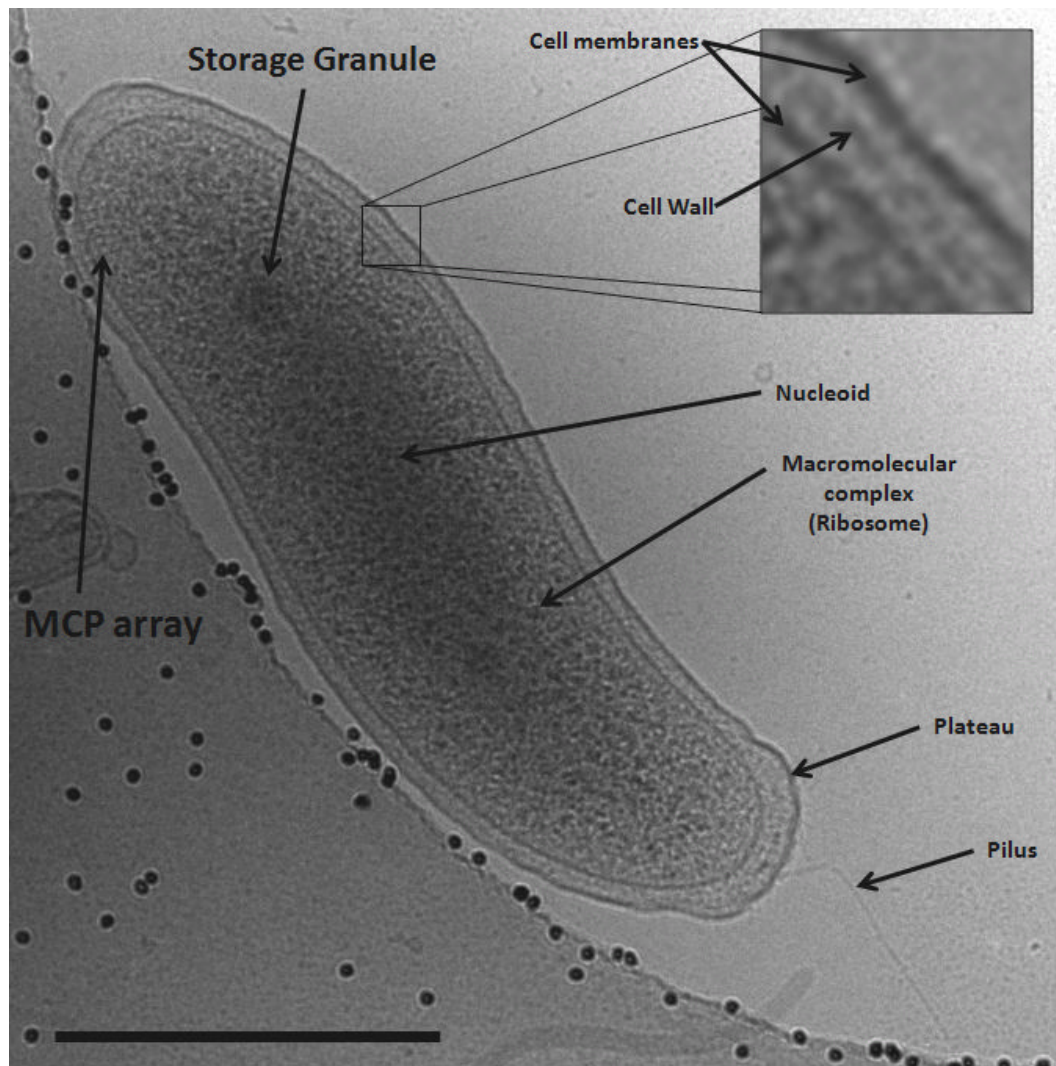 Cell membranes
Storage Granule
Cell Wall
Nucleoid
Macromolecular
complex
(Ribosome)
MCP array
Plateau
Pilus